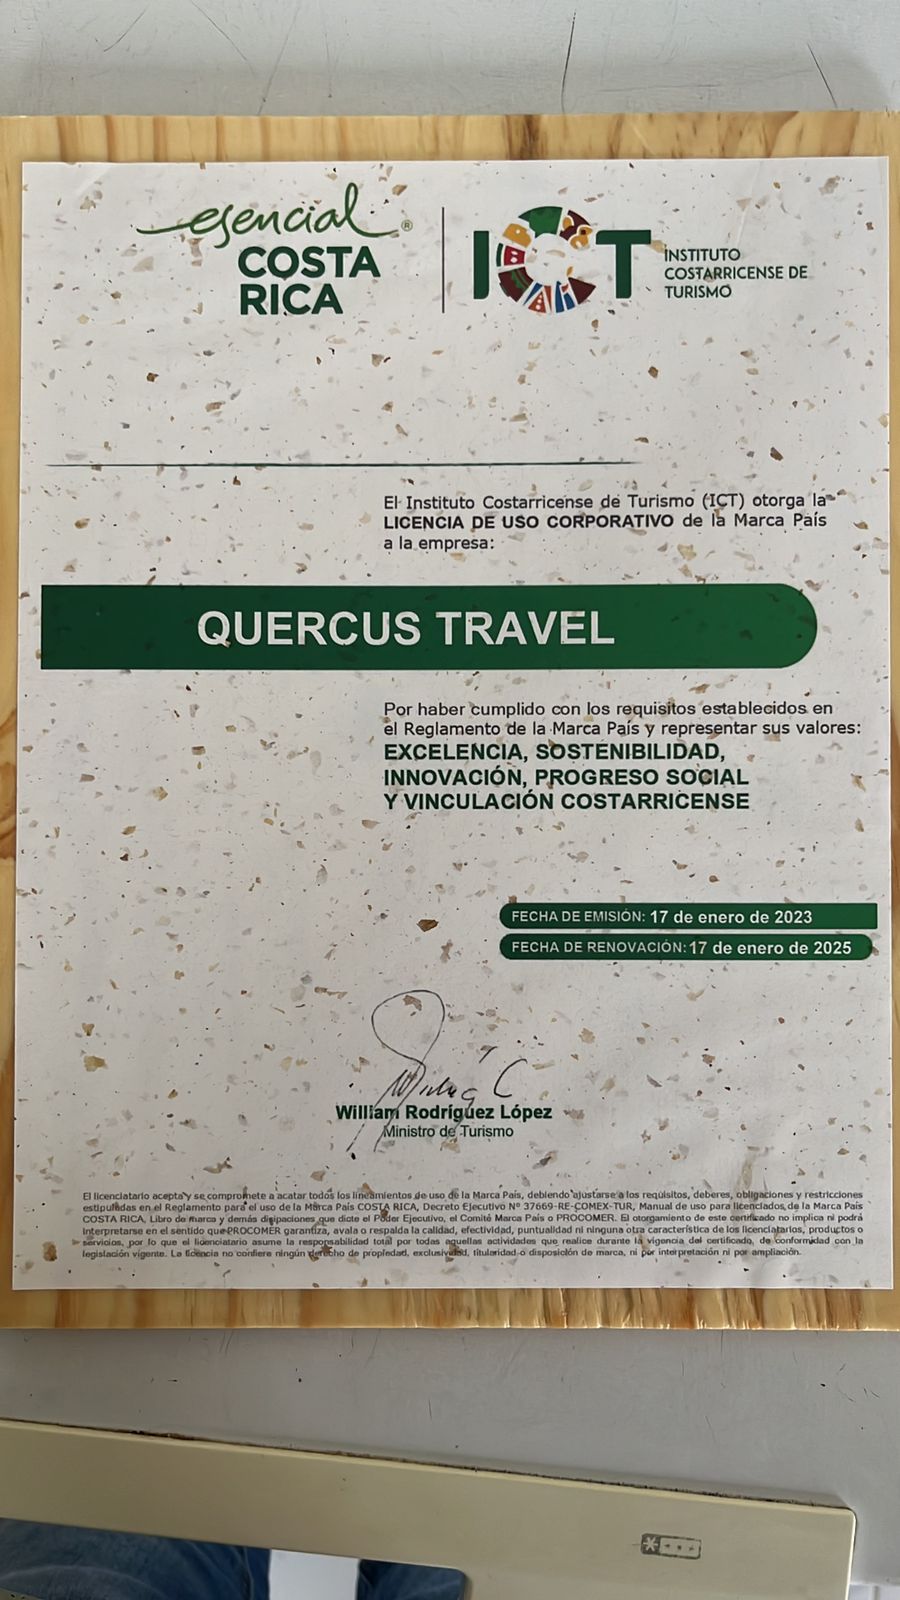 esencial ®
COSTA
RICA
ICT
INSTITUTO
COSTARRICENSE DE
TURISMO
El Instituto Costarricense de Turismo (ICT) otorga la
LICENCIA DE USO CORPORATIVO de la Marca País
a la empresa:
QUERCUS TRAVEL
Por haber cumplido con los requisitos establecidos en
el Reglamento de la Marca País y representar sus valores:
EXCELENCIA, SOSTENIBILIDAD,
INNOVACIÓN, PROGRESO SOCIAL
Y VINCULACIÓN COSTARRICENSE
FECHA DE EMISIÓN: 17 de enero de 2023
FECHA DE RENOVACIÓN: 17 de enero de 2025
William Rodríguez López
Ministro de Turismo
El licenciatario acepta y se compromete a acatar todos los lineamientos de uso de la Marca País, debiendo ajustarse a los requisitos, deberes, obligaciones y restricciones
estipuladas en el Reglamento para el uso de la Marca País COSTA RICA, Decreto Ejecutivo N° 37669-RE-COMEX-TUR, Manual de uso para licenciados de la Marca País
COSTA RICA, Libro de marca y demás disipaciones que dicte el Poder Ejecutivo, el Comité Marca País o PROCOMER. El otorgamiento de este certificado no implica ni podrá
interpretarse en el sentido que PROCOMER garantiza, avala o respalda la calidad, efectividad, puntualidad ni ninguna otra característica de los licenciatarios, productos o
servicios, por lo que el licenciatario asume la responsabilidad total por todas aquellas actividades que realice durante la vigencia del certificado, de conformidad con la
legislación vigente. La licencia no confiere ningún derecho de propiedad, exclusividad, titularidad o disposición de marca, ni por interpretación ni por ampliación.